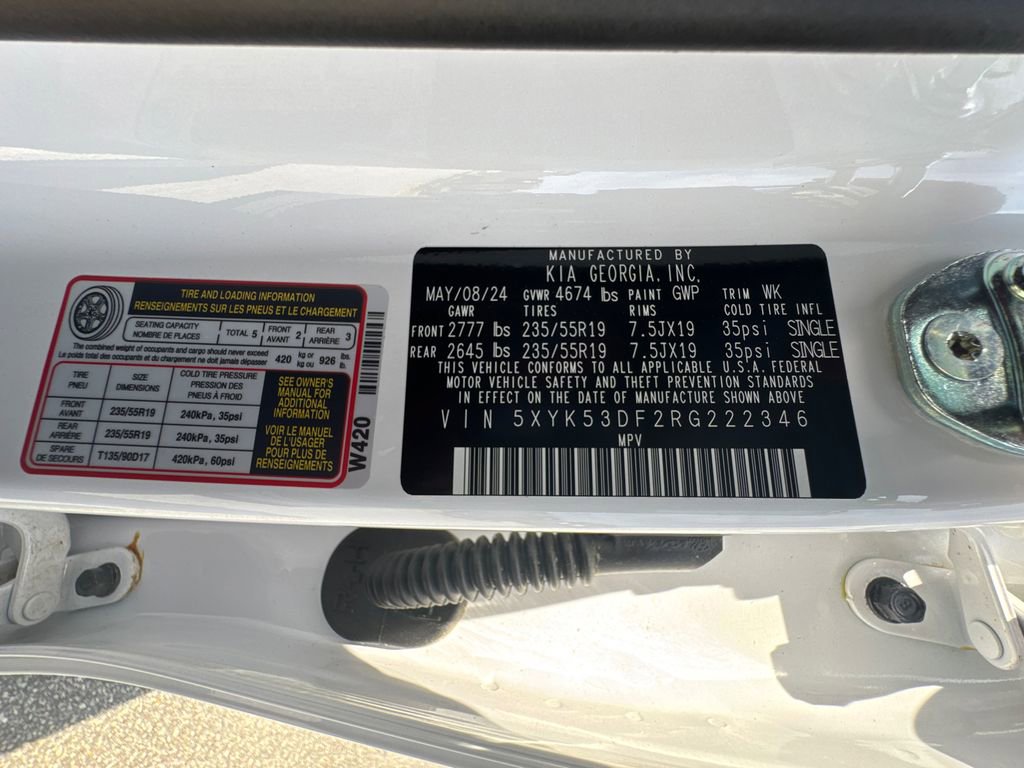 TIRE AND LOADING INFORMATION
RENSEIGNEMENTS SUR LES PNEUS ET LE CHARGEMENT
SEATING CAPACITY
NOMBRE DE PLACES
TOTAL 5
FRONT
AVANT
2
REAR
ARRIÈRE
3
The combined weight of occupants and cargo should never exceed
Le poids total des occupants et du chargement ne doit jamais dépasser
420 kg or
kg ou
926 lbs.
lb.
TIRE
PNEU
SIZE
DIMENSIONS
COLD TIRE PRESSURE
PRESSION DES
PNEUS À FROID
FRONT
AVANT
235/55R19
240kPa, 35psi
REAR
ARRIÈRE
235/55R19
240kPa, 35psi
SPARE
DE SECOURS
T135/90D17
420kPa, 60psi
SEE OWNER'S
MANUAL FOR
ADDITIONAL
INFORMATION
VOIR LE MANUEL
DE L'USAGER
POUR PLUS DE
RENSEIGNEMENTS
W420
MANUFACTURED BY
KIA GEORGIA, INC.
MAY/08/24 GVWR 4674 lbs PAINT GWP TRIM WK
GAWR TIRES RIMS COLD TIRE INFL
FRONT 2777 lbs 235/55R19 7.5JX19 35psi SINGLE
REAR 2645 lbs 235/55R19 7.5JX19 35psi SINGLE
THIS VEHICLE CONFORMS TO ALL APPLICABLE U.S.A. FEDERAL
MOTOR VEHICLE SAFETY AND THEFT PREVENTION STANDARDS
IN EFFECT ON THE DATE OF MANUFACTURE SHOWN ABOVE
VIN 5XYK53DF2RG222346
MPV